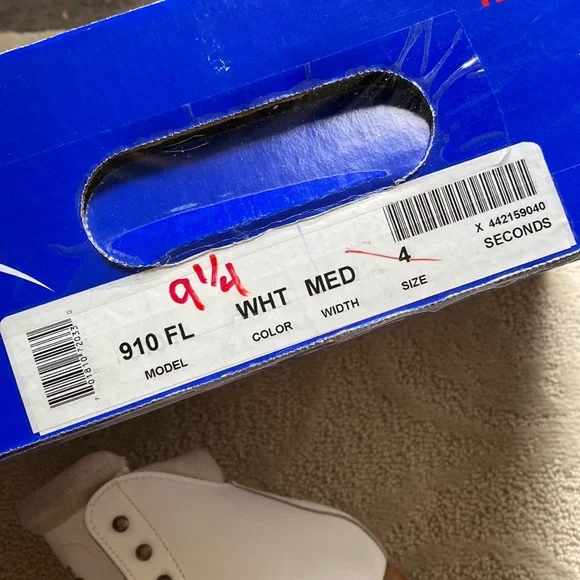 9 1/4
910 FL WHT MED 4
MODEL COLOR WIDTH SIZE
X 442159040
SECONDS